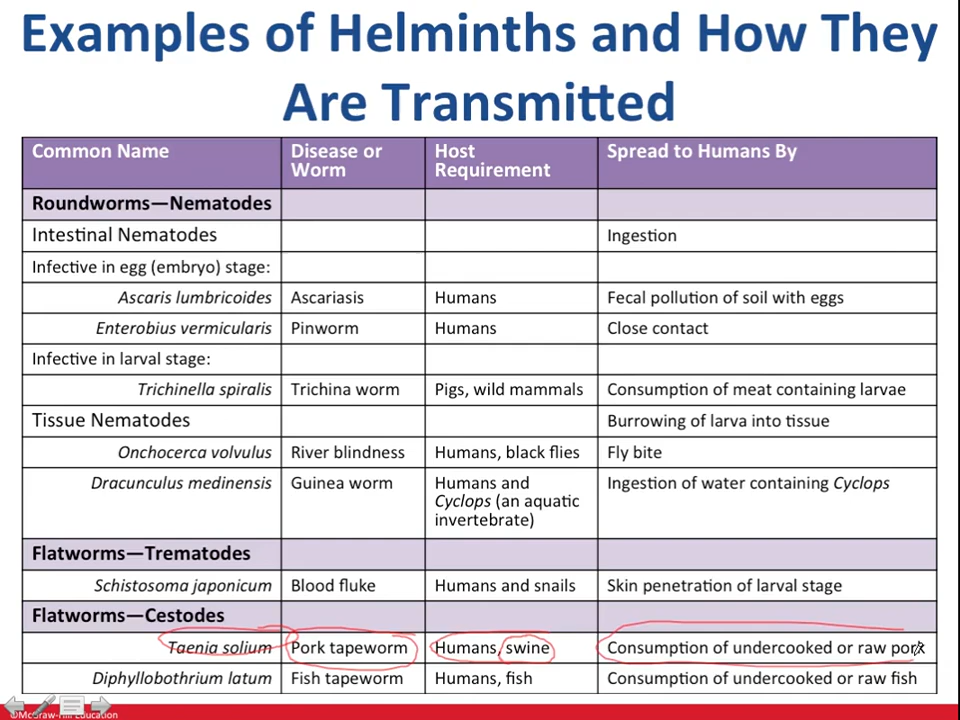 Examples of Helminths and How They
Are Transmitted
Common Name Disease or Worm Host Requirement Spread to Humans By
Roundworms—Nematodes
Intestinal Nematodes Ingestion
Infective in egg (embryo) stage:
Ascaris lumbricoides Ascariasis Humans Fecal pollution of soil with eggs
Enterobius vermicularis Pinworm Humans Close contact
Infective in larval stage:
Trichinella spiralis Trichina worm Pigs, wild mammals Consumption of meat containing larvae
Tissue Nematodes Burrowing of larva into tissue
Onchocerca volvulus River blindness Humans, black flies Fly bite
Dracunculus medinensis Guinea worm Humans and Cyclops (an aquatic invertebrate) Ingestion of water containing Cyclops
Flatworms—Trematodes
Schistosoma japonicum Blood fluke Humans and snails Skin penetration of larval stage
Flatworms—Cestodes
Taenia solium Pork tapeworm Humans, swine Consumption of undercooked or raw pork
Diphyllobothrium latum Fish tapeworm Humans, fish Consumption of undercooked or raw fish
©McGraw-Hill Education